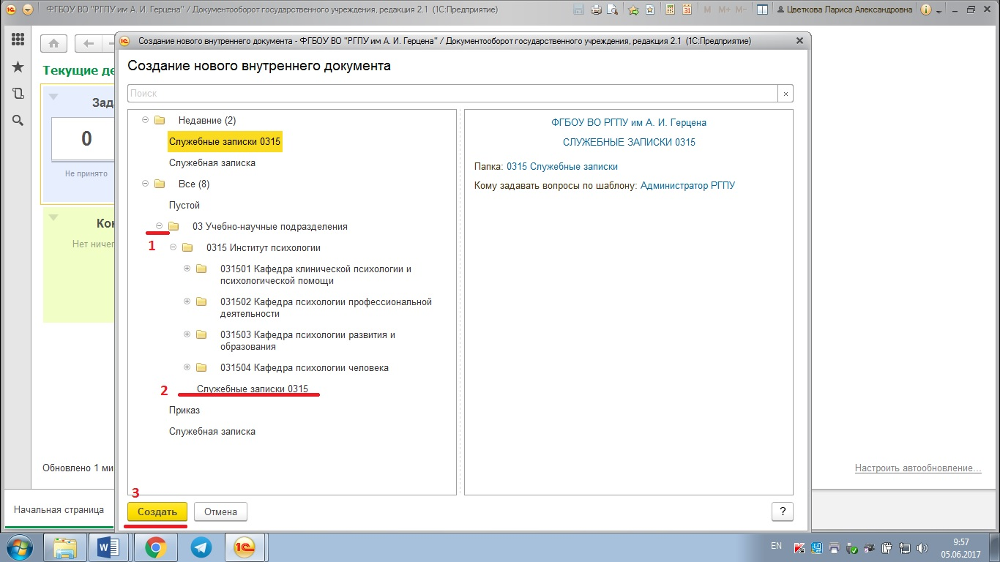 ФГБОУ ВО "РГПУ им А. И. Герцена" / Документооборот государственного учреждения, редакция 2.1 (1С:Предприятие)
M M+ M-
Цветкова Лариса Александровна
Создание нового внутреннего документа - ФГБОУ ВО "РГПУ им А. И. Герцена" / Документооборот государственного учреждения, редакция 2.1 (1С:Предприятие)
Создание нового внутреннего документа
Поиск
Текущие де
Зад
0
Не принято
Кон
Нет ничег
Обновлено 1 ми
Начальная страница
Недавние (2)
Служебные записки 0315
Служебная записка
Все (8)
Пустой
03 Учебно-научные подразделения
1
0315 Институт психологии
031501 Кафедра клинической психологии и
психологической помощи
031502 Кафедра психологии профессиональной
деятельности
031503 Кафедра психологии развития и
образования
031504 Кафедра психологии человека
2
Служебные записки 0315
Приказ
Служебная записка
ФГБОУ ВО РГПУ им А. И. Герцена
СЛУЖЕБНЫЕ ЗАПИСКИ 0315
Папка: 0315 Служебные записки
Кому задавать вопросы по шаблону: Администратор РГПУ
3
Создать
Отмена
?
Настроить автообновление...
EN
9:57
05.06.2017